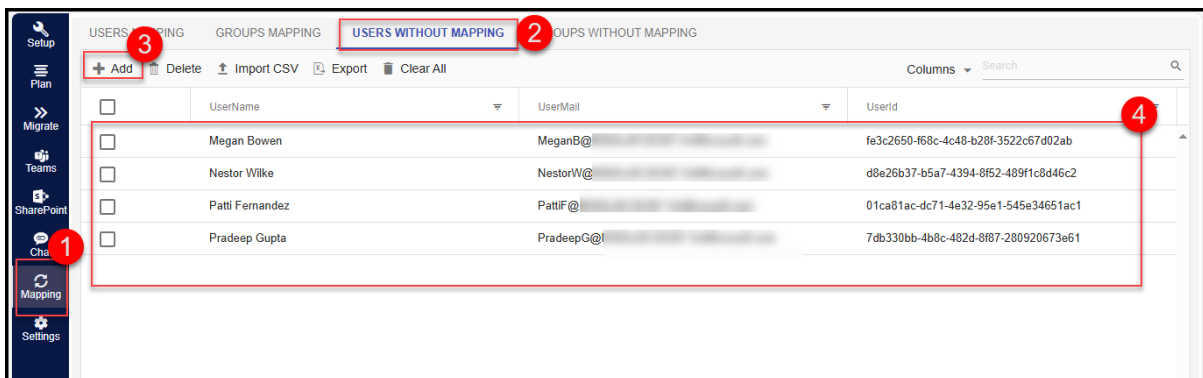 Setup
Plan
Migrate
Teams
SharePoint
Mapping
Settings
1
USERS GROUPS MAPPING USERS WITHOUT MAPPING 2 WITHOUT MAPPING
3
Add Delete Import CSV Export Clear All Columns Search
UserName UserMail UserId
4
Megan Bowen MeganB@ fe3c2650-f68c-4c48-b28f-3522c67d02ab
Nestor Wilke NestorW@ d8e26b37-b5a7-4394-8f52-489f1c8d46c2
Patti Fernandez PattiF@ 01ca81ac-dc71-4e32-95e1-545e34651ac1
Pradeep Gupta PradeepG@ 7db330bb-4b8c-482d-8f87-280920673e61